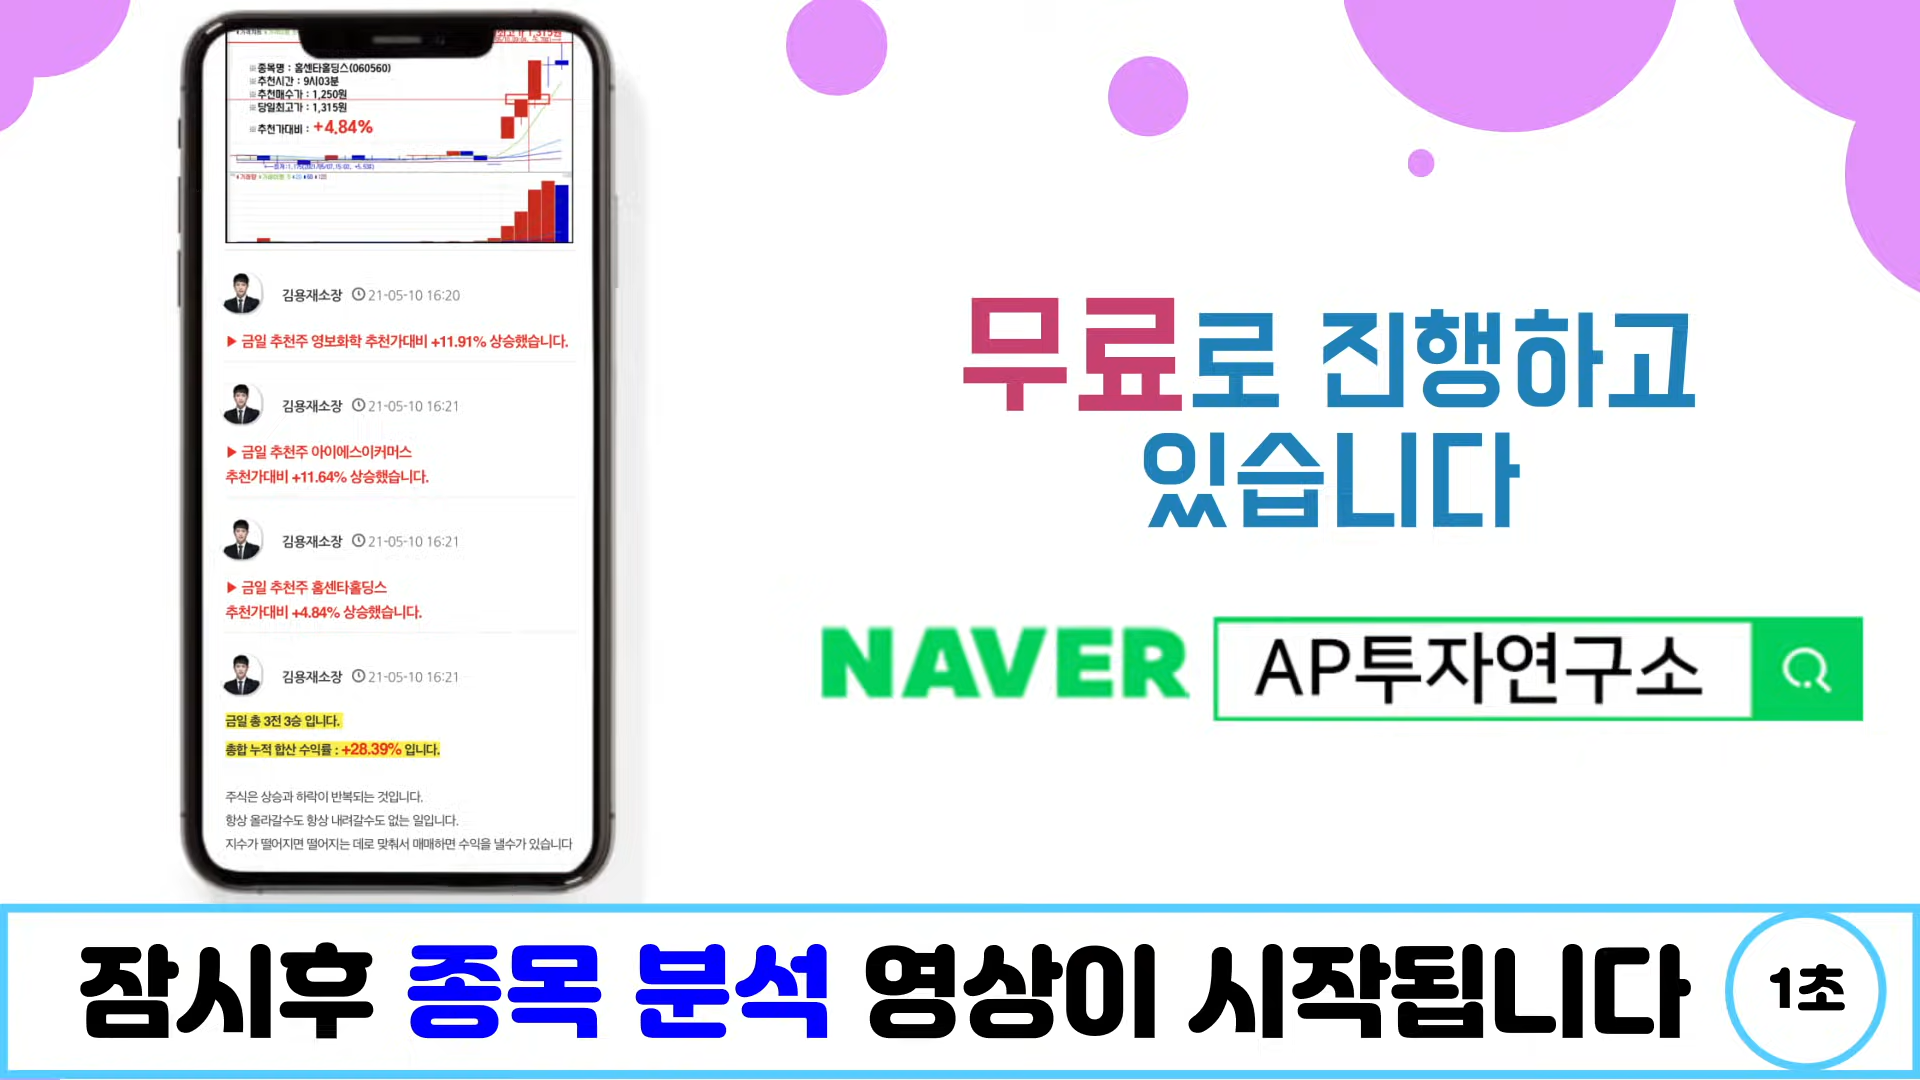 ※종목명 : 홈센타홀딩스(060560)
※추천시간 : 9시03분
※추천매수가 : 1,250원
※당일최고가 : 1,315원
※추천가대비 : +4.84%
김용재소장 21-05-10 16:20
▶ 금일 추천주 영보화학 추천가대비 +11.91% 상승했습니다.
김용재소장 21-05-10 16:21
▶ 금일 추천주 아이에스이커머스
추천가대비 +11.64% 상승했습니다.
김용재소장 21-05-10 16:21
▶ 금일 추천주 홈센타홀딩스
추천가대비 +4.84% 상승했습니다.
김용재소장 21-05-10 16:21
금일 총 3전 3승 입니다.
총합 누적 합산 수익률 : +28.39% 입니다.
주식은 상승과 하락이 반복되는 것입니다.
항상 올라갈수도 항상 내려갈수도 없는 일입니다.
지수가 떨어지면 떨어지는 데로 맞춰서 매매하면 수익을 낼수가 있습니다
무료로 진행하고
있습니다
NAVER AP투자연구소
잠시후 종목 분석 영상이 시작됩니다 1초